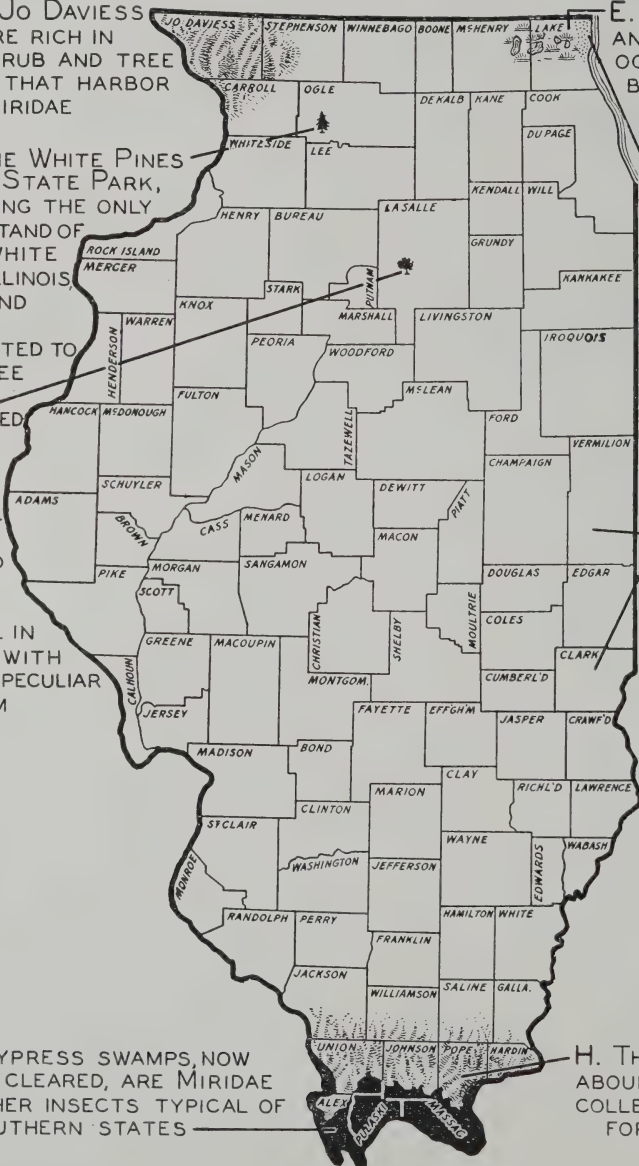 JO DAVIESS
RE RICH IN
RUB AND TREE
THAT HARBOR
IRIDAE
HE WHITE PINES
STATE PARK,
ING THE ONLY
TAND OF
WHITE
LLINOIS,
ND
TED TO
EE
ED
D
L IN
WITH
PECULIAR
M
YPRESS SWAMPS, NOW
CLEARED, ARE MIRIDAE
HER INSECTS TYPICAL OF
UTHERN STATES
E.
AN
OC
B
H. TH
ABOU
COLLE
FOR
JO DAVIESS
STEPHENSON
WINNEBAGO
BOONE
McHENRY
LAKE
CARROLL
OGLE
DE KALB
KANE
COOK
DU PAGE
WHITESIDE
LEE
KENDALL
WILL
HENRY
BUREAU
LA SALLE
GRUNDY
ROCK ISLAND
MERCER
STARK
PUTNAM
KANKAKEE
KNOX
MARSHALL
LIVINGSTON
WARREN
HENDERSON
PEORIA
WOODFORD
IROQUOIS
FULTON
McLEAN
HANCOCK
McDONOUGH
TAZEWELL
FORD
VERMILION
MASON
CHAMPAIGN
SCHUYLER
LOGAN
DEWITT
PIATT
ADAMS
BROWN
CASS
MENARD
MACON
PIKE
MORGAN
SANGAMON
DOUGLAS
EDGAR
SCOTT
CHRISTIAN
SHELBY
MOULTRIE
COLES
GREENE
MACOUPIN
CLARK
CALHOUN
MONTGOM.
CUMBERL'D
JERSEY
FAYETTE
EFF'GH'M
JASPER
CRAWF'D
MADISON
BOND
CLAY
MARION
RICHL'D
LAWRENCE
CLINTON
ST CLAIR
WAYNE
EDWARDS
WABASH
MONROE
WASHINGTON
JEFFERSON
RANDOLPH
PERRY
HAMILTON
WHITE
FRANKLIN
JACKSON
WILLIAMSON
SALINE
GALLA.
UNION
JOHNSON
POPE
HARDIN
ALEX
PULASKI
MASSAC